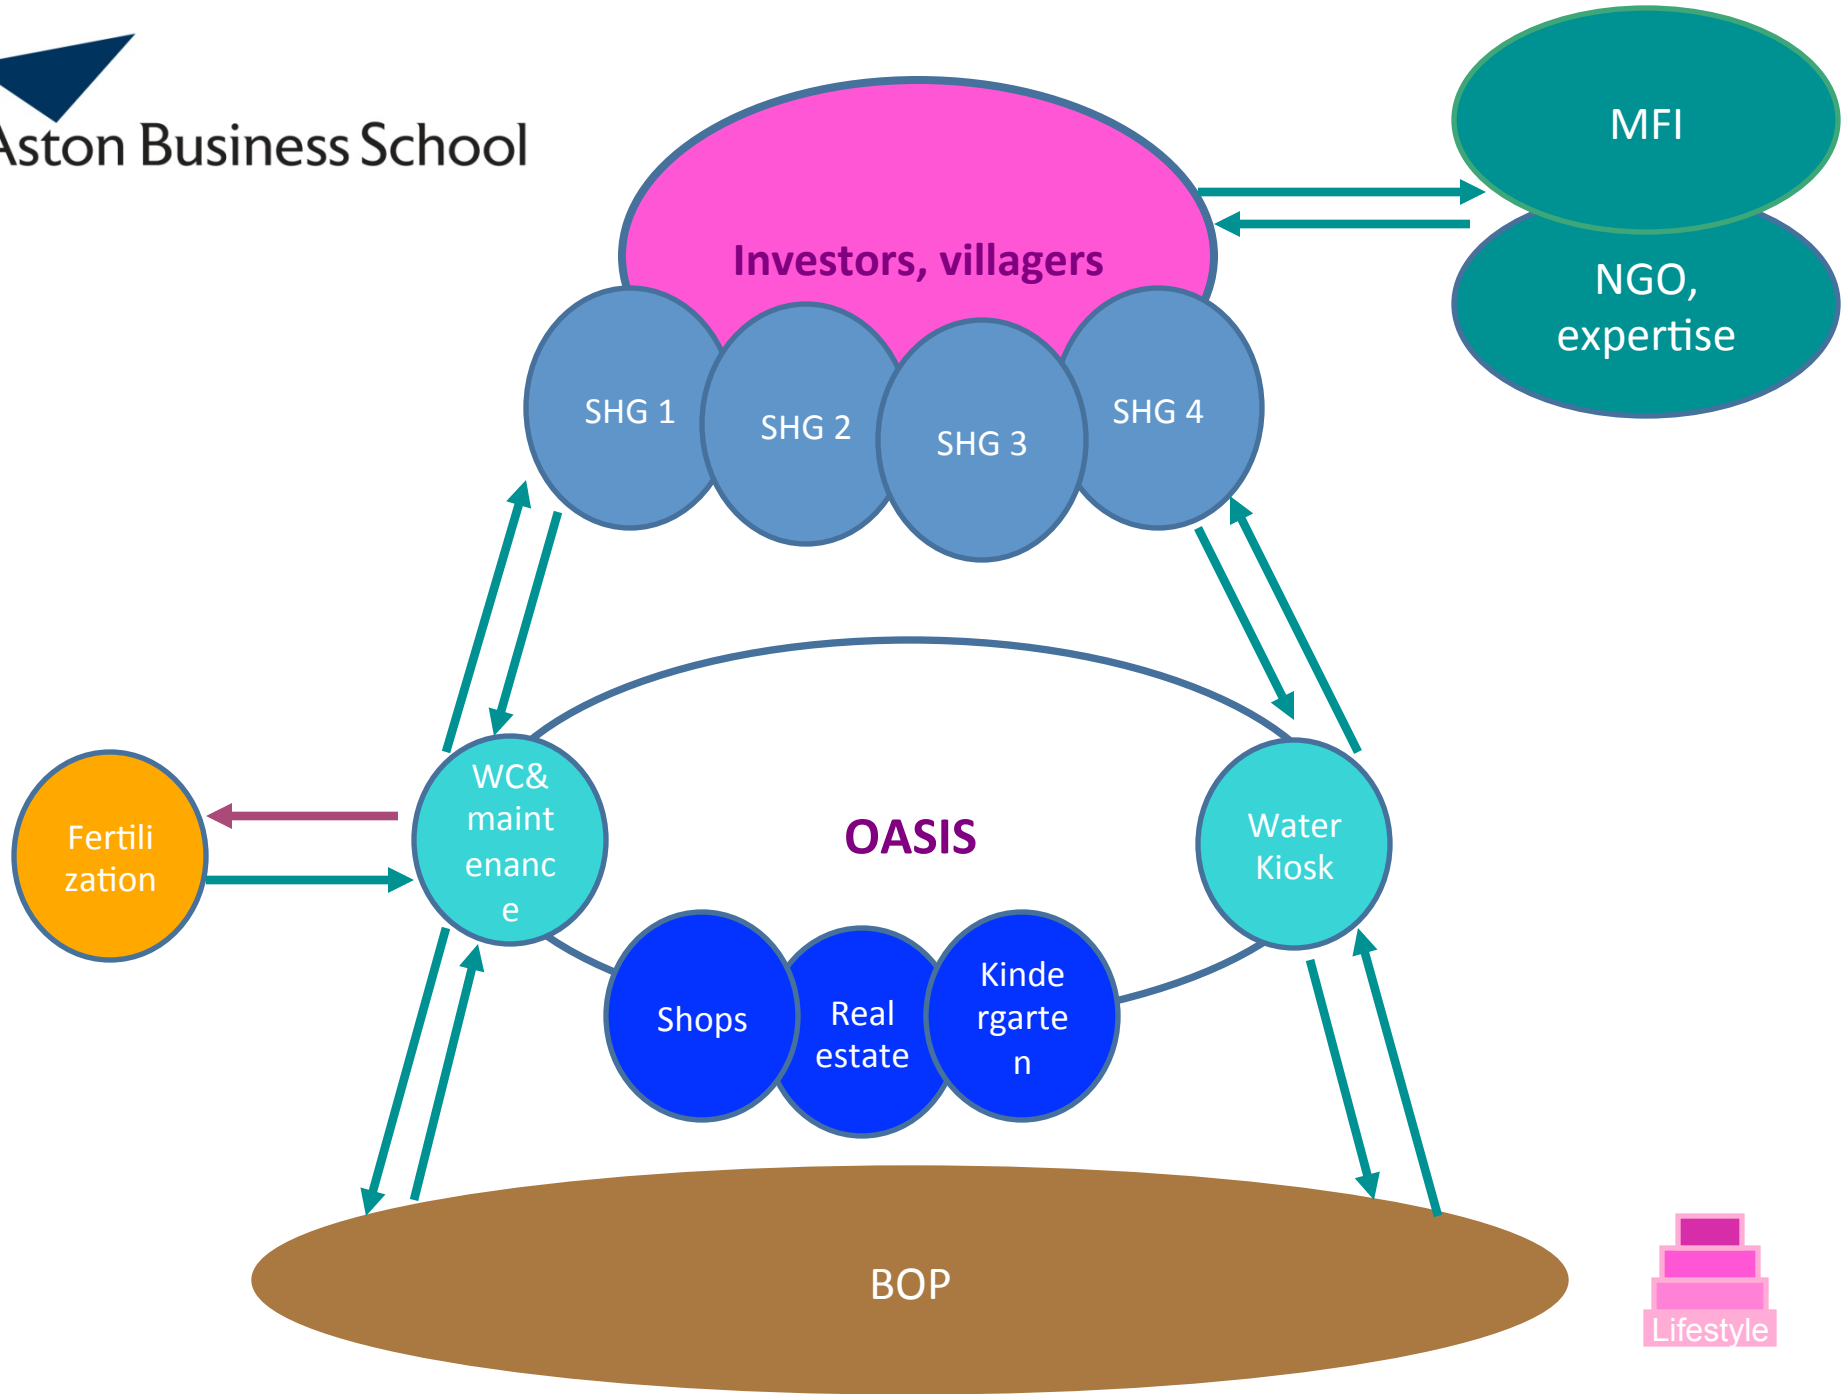 Aston Business School
MFI
NGO,
expertise
Investors, villagers
SHG 1
SHG 2
SHG 3
SHG 4
Fertili
zation
WC&
maint
enanc
e
OASIS
Water
Kiosk
Shops
Real
estate
Kinde
rgarte
n
BOP
Lifestyle